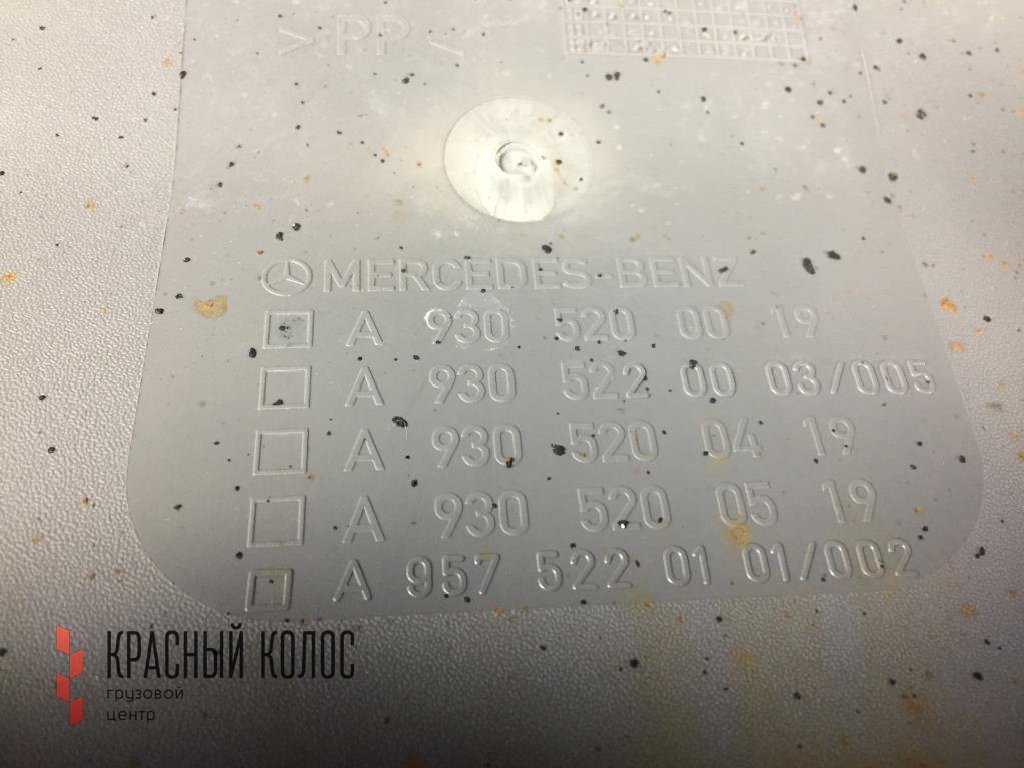 > PP <
MERCEDES-BENZ
A 930 520 00 19
A 930 522 00 03/005
A 930 520 04 19
A 930 520 05 19
A 957 522 01 01/002
КРАСНЫЙ КОЛОС
грузовой
центр